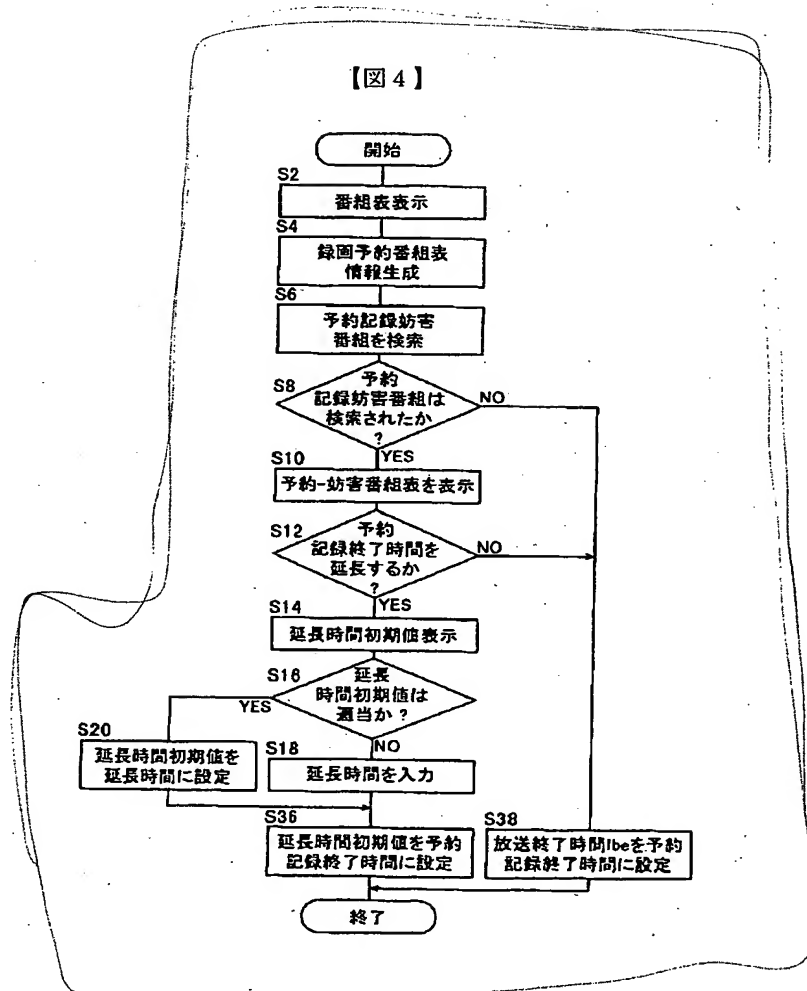 【図4】
開始
S2
番組表表示
S4
録画予約番組表
情報生成
S6
予約記録妨害
番組を検索
S8
予約
記録妨害番組は
検索されたか
?
NO
YES
S10
予約-妨害番組表を表示
S12
予約
記録終了時間を
延長するか
?
NO
YES
S14
延長時間初期値表示
S16
延長
時間初期値は
適当か?
YES
NO
S20
延長時間初期値を
延長時間に設定
S18
延長時間を入力
S36
延長時間初期値を予約
記録終了時間に設定
S38
放送終了時間Ibeを予約
記録終了時間に設定
終了